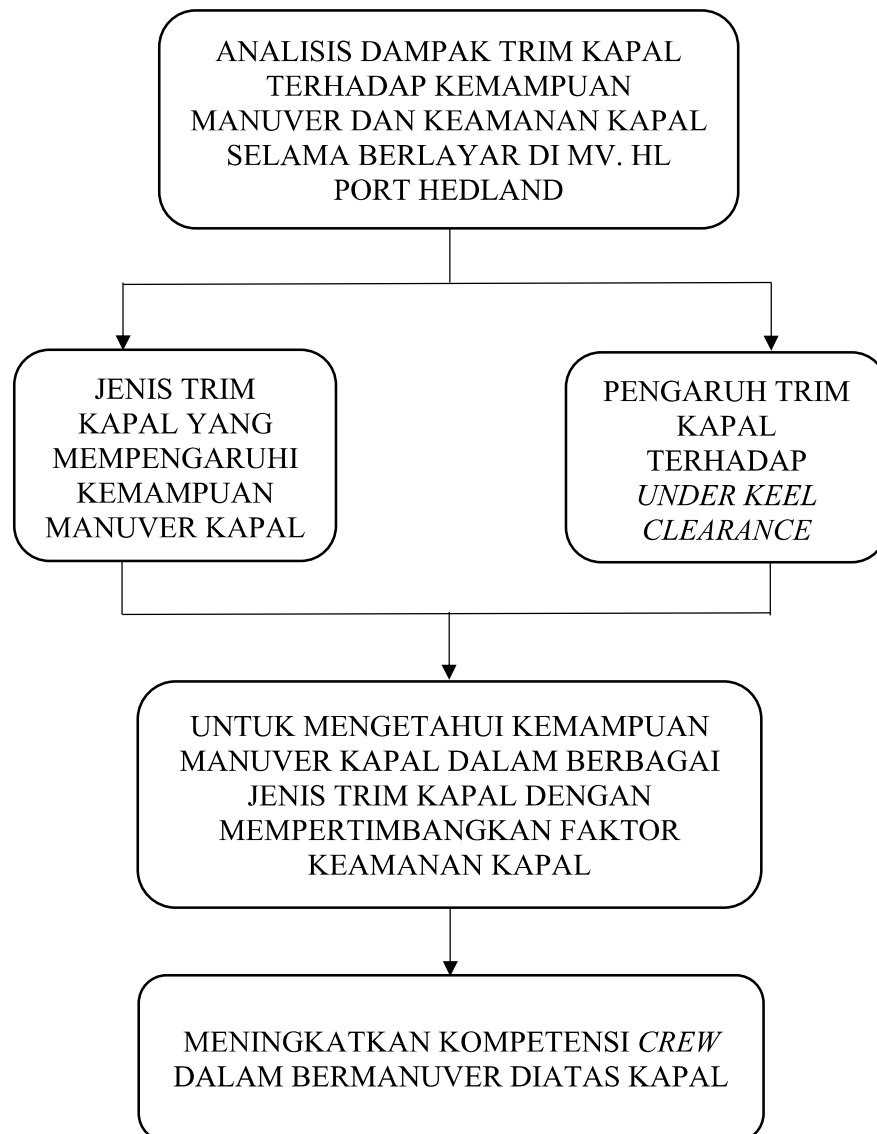 ANALISIS DAMPAK TRIM KAPAL
TERHADAP KEMAMPUAN
MANUVER DAN KEAMANAN KAPAL
SELAMA BERLAYAR DI MV. HL
PORT HEDLAND
JENIS TRIM
KAPAL YANG
MEMPENGARUHI
KEMAMPUAN
MANUVER KAPAL
PENGARUH TRIM
KAPAL
TERHADAP
UNDER KEEL
CLEARANCE
UNTUK MENGETAHUI KEMAMPUAN
MANUVER KAPAL DALAM BERBAGAI
JENIS TRIM KAPAL DENGAN
MEMPERTIMBANGKAN FAKTOR
KEAMANAN KAPAL
MENINGKATKAN KOMPETENSI CREW
DALAM BERMANUVER DIATAS KAPAL